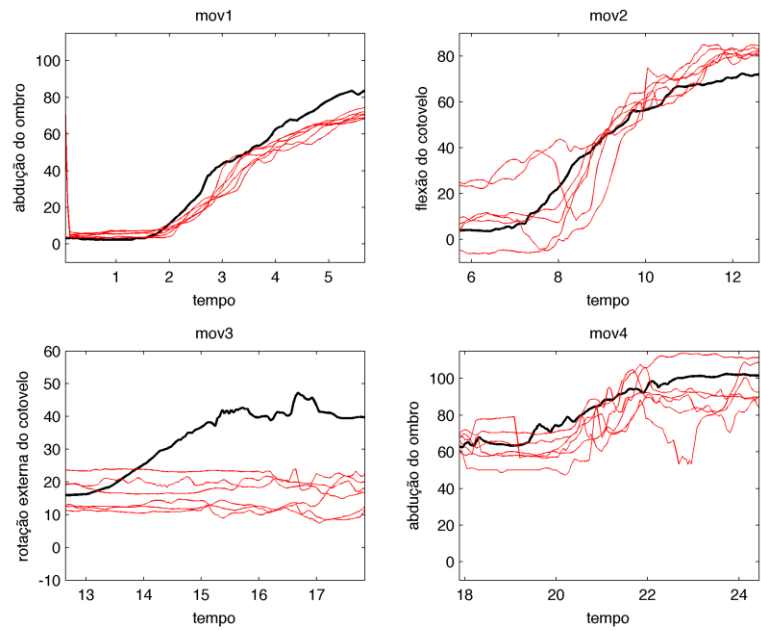 mov1
abdução do ombro
100
80
60
40
20
0
1 2 3 4 5
tempo
mov2
flexão do cotovelo
80
60
40
20
0
6 8 10 12
tempo
mov3
rotação externa do cotovelo
60
50
40
30
20
10
0
-10
13 14 15 16 17
tempo
mov4
abdução do ombro
100
80
60
40
20
0
18 20 22 24
tempo